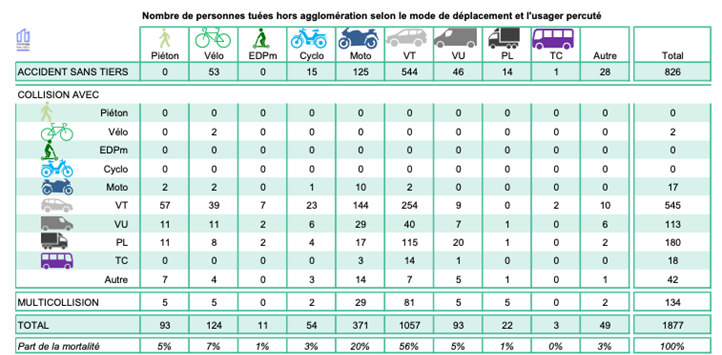 Nombre de personnes tuées hors agglomération selon le mode de déplacement et l'usager percuté
Piéton Vélo EDPm Cyclo Moto VT VU PL TC Autre Total
ACCIDENT SANS TIERS 0 53 0 15 125 544 46 14 1 28 826
COLLISION AVEC
Piéton 0 0 0 0 0 0 0 0 0 0 0
Vélo 0 2 0 0 0 0 0 0 0 0 2
EDPm 0 0 0 0 0 0 0 0 0 0 0
Cyclo 0 0 0 0 0 0 0 0 0 0 0
Moto 2 2 0 1 10 2 0 0 0 0 17
VT 57 39 7 23 144 254 9 0 2 10 545
VU 11 11 2 6 29 40 7 1 0 6 113
PL 11 8 2 4 17 115 20 1 0 2 180
TC 0 0 0 0 3 14 1 0 0 0 18
Autre 7 4 0 3 14 7 5 1 0 1 42
MULTICOLLISION 5 5 0 2 29 81 5 5 0 2 134
TOTAL 93 124 11 54 371 1057 93 22 3 49 1877
Part de la mortalité 5% 7% 1% 3% 20% 56% 5% 1% 0% 3% 100%